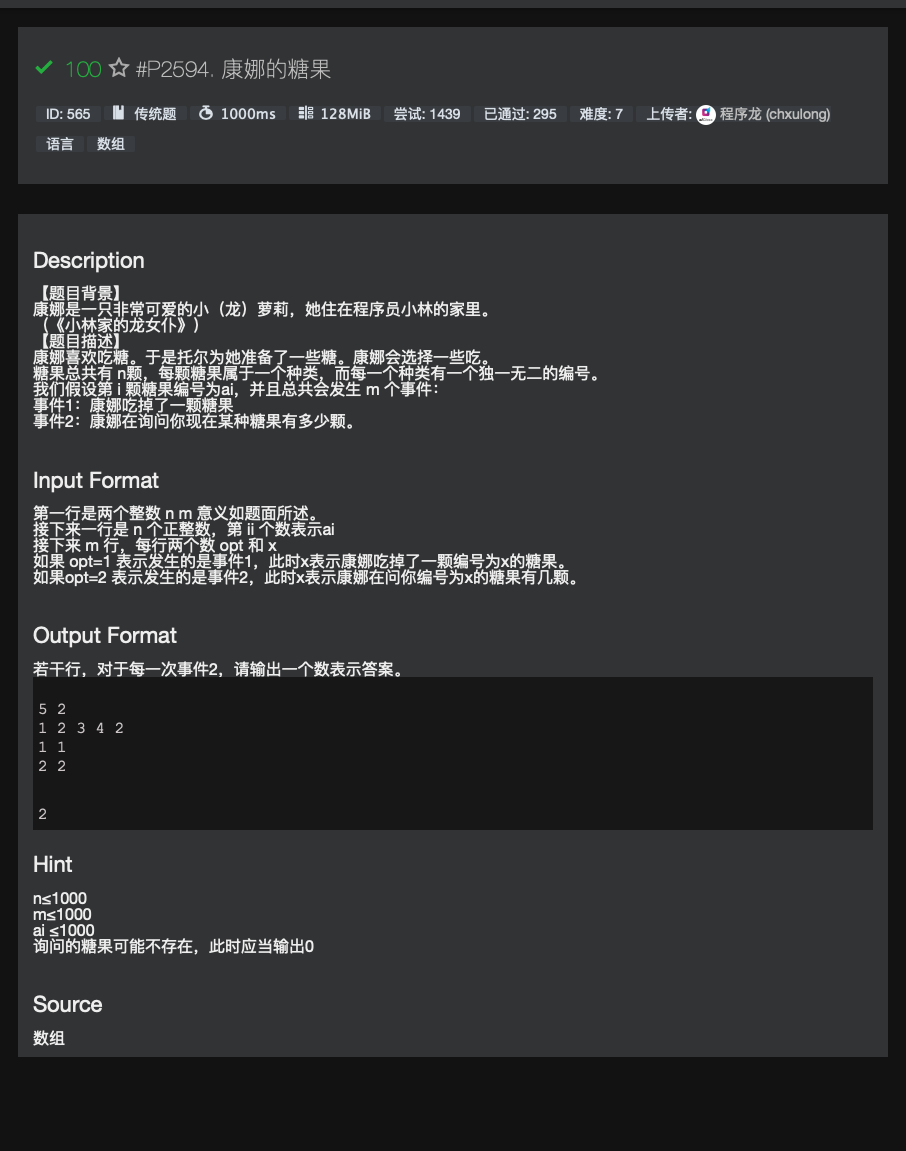 100 #P2594. 康娜的糖果
ID: 565 传统题 1000ms 128MiB 尝试: 1439 已通过: 295 难度: 7 上传者: 程序龙 (chxulong)
语言 数组
Description
【题目背景】
康娜是一只非常可爱的小（龙）萝莉，她住在程序员小林的家里。
（《小林家的龙女仆》）
【题目描述】
康娜喜欢吃糖。于是托尔为她准备了一些糖。康娜会选择一些吃。
糖果总共有 n颗，每颗糖果属于一个种类，而每一个种类有一个独一无二的编号。
我们假设第 i 颗糖果编号为ai，并且总共会发生 m 个事件：
事件1：康娜吃掉了一颗糖果
事件2：康娜在询问你现在某种糖果有多少颗。
Input Format
第一行是两个整数 n m 意义如题面所述。
接下来一行是 n 个正整数，第 ii 个数表示ai
接下来 m 行，每行两个数 opt 和 x
如果 opt=1 表示发生的是事件1，此时x表示康娜吃掉了一颗编号为x的糖果。
如果opt=2 表示发生的是事件2，此时x表示康娜在问你编号为x的糖果有几颗。
Output Format
若干行，对于每一次事件2，请输出一个数表示答案。
5 2
1 2 3 4 2
1 1
2 2
2
Hint
n≤1000
m≤1000
ai ≤1000
询问的糖果可能不存在，此时应当输出0
Source
数组